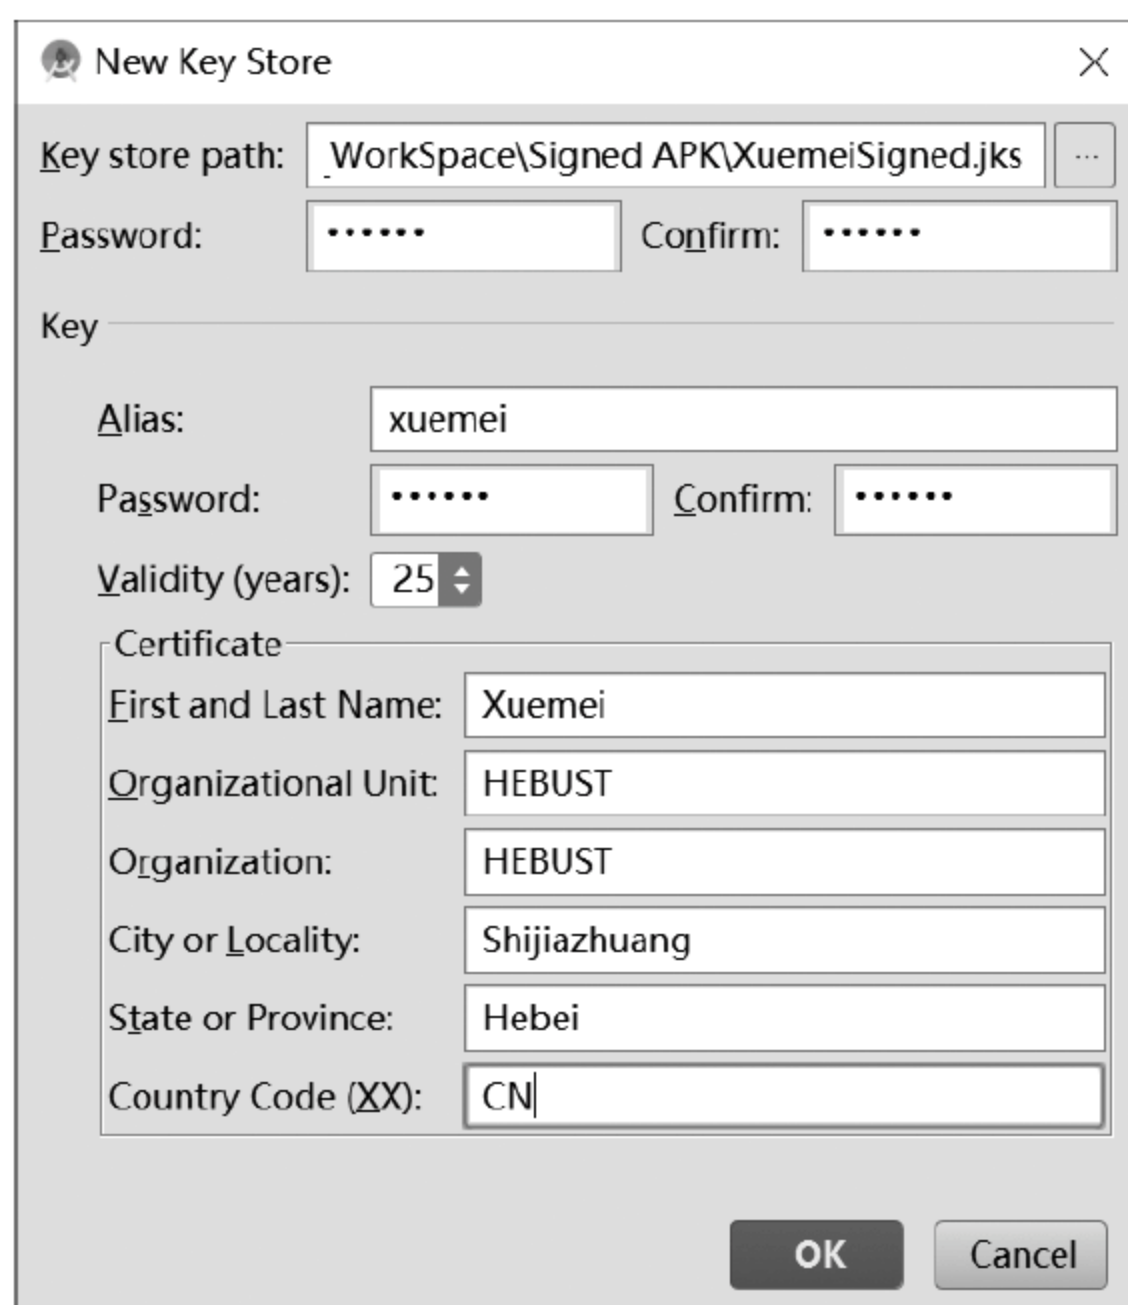 New Key Store
Key store path: _WorkSpace\Signed APK\XuemeiSigned.jks ...
Password: •••••• Confirm: ••••••
Key
Alias: xuemei
Password: •••••• Confirm: ••••••
Validity (years): 25
Certificate
First and Last Name: Xuemei
Organizational Unit: HEBUST
Organization: HEBUST
City or Locality: Shijiazhuang
State or Province: Hebei
Country Code (XX): CN
OK Cancel